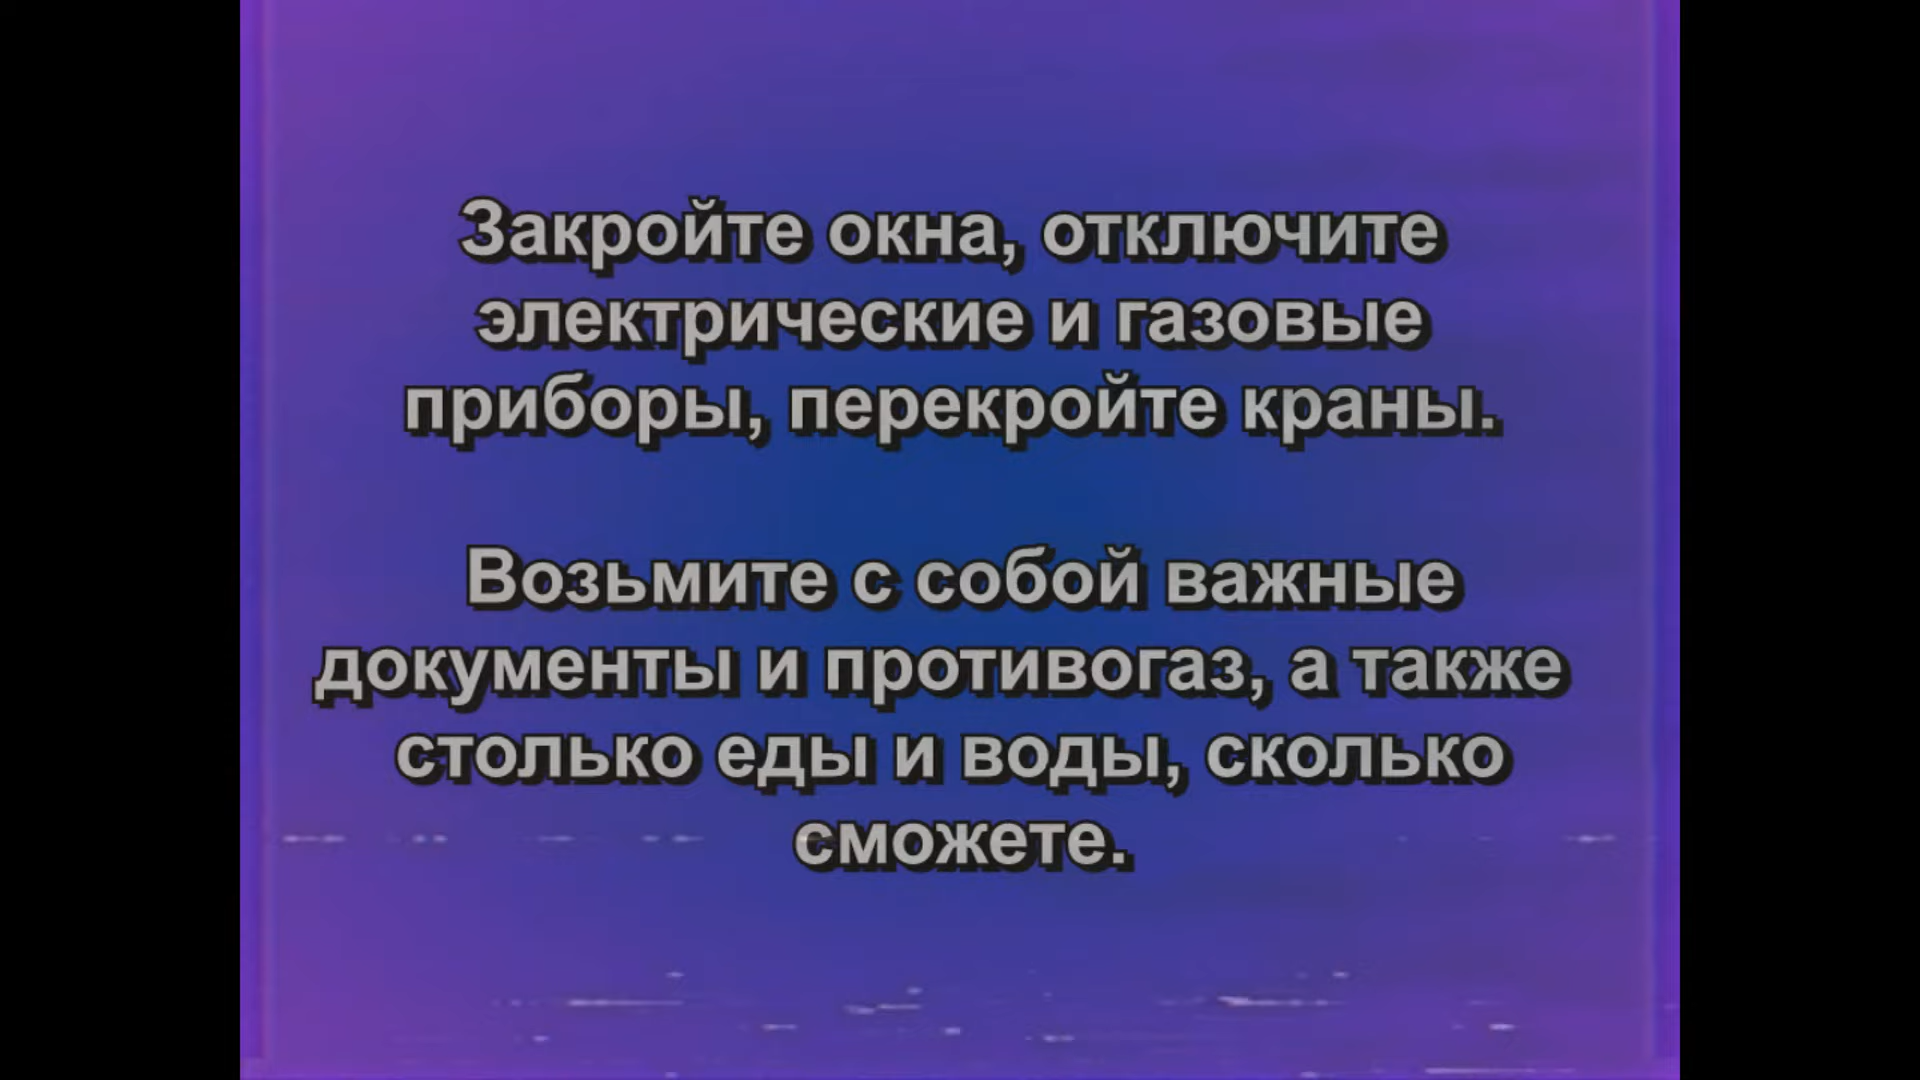 Закройте окна, отключите
электрические и газовые
приборы, перекройте краны.
Возьмите с собой важные
документы и противогаз, а также
столько еды и воды, сколько
сможете.